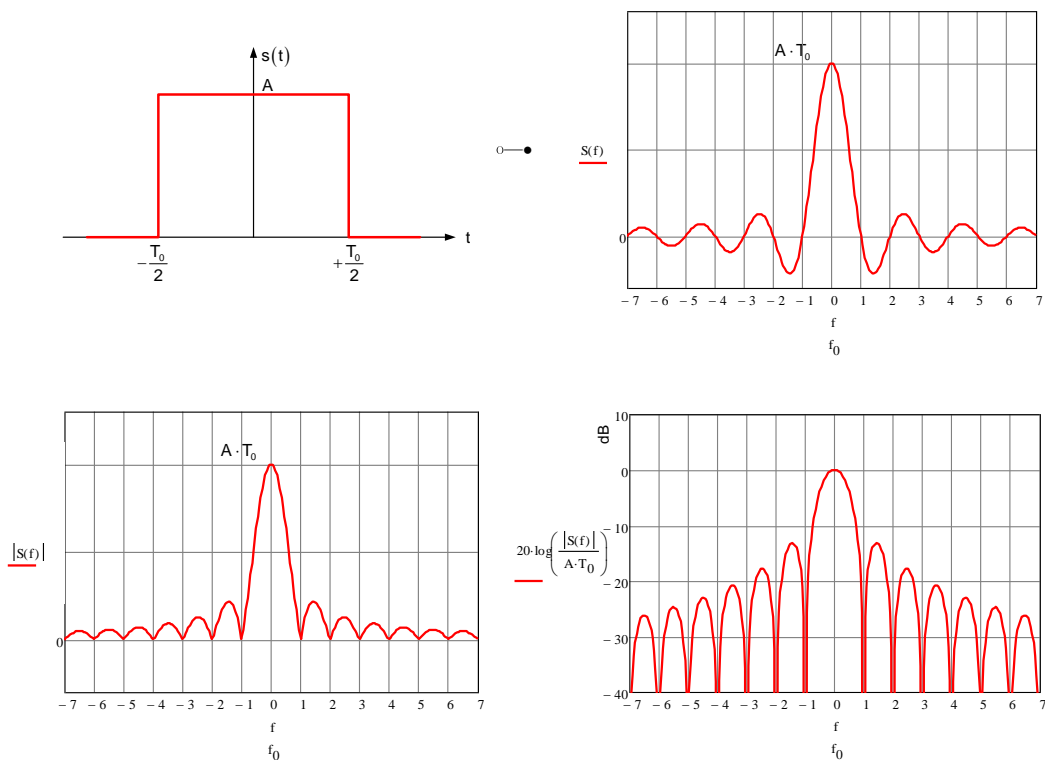 s(t)
A
t
−T₀/2
+T₀/2
A · T₀
S(f)
0
−7 −6 −5 −4 −3 −2 −1 0 1 2 3 4 5 6 7
f
f₀
A · T₀
|S(f)|
0
−7 −6 −5 −4 −3 −2 −1 0 1 2 3 4 5 6 7
f
f₀
dB
10
0
−10
20·log(|S(f)|/A·T₀)
−20
−30
−40
−7 −6 −5 −4 −3 −2 −1 0 1 2 3 4 5 6 7
f
f₀